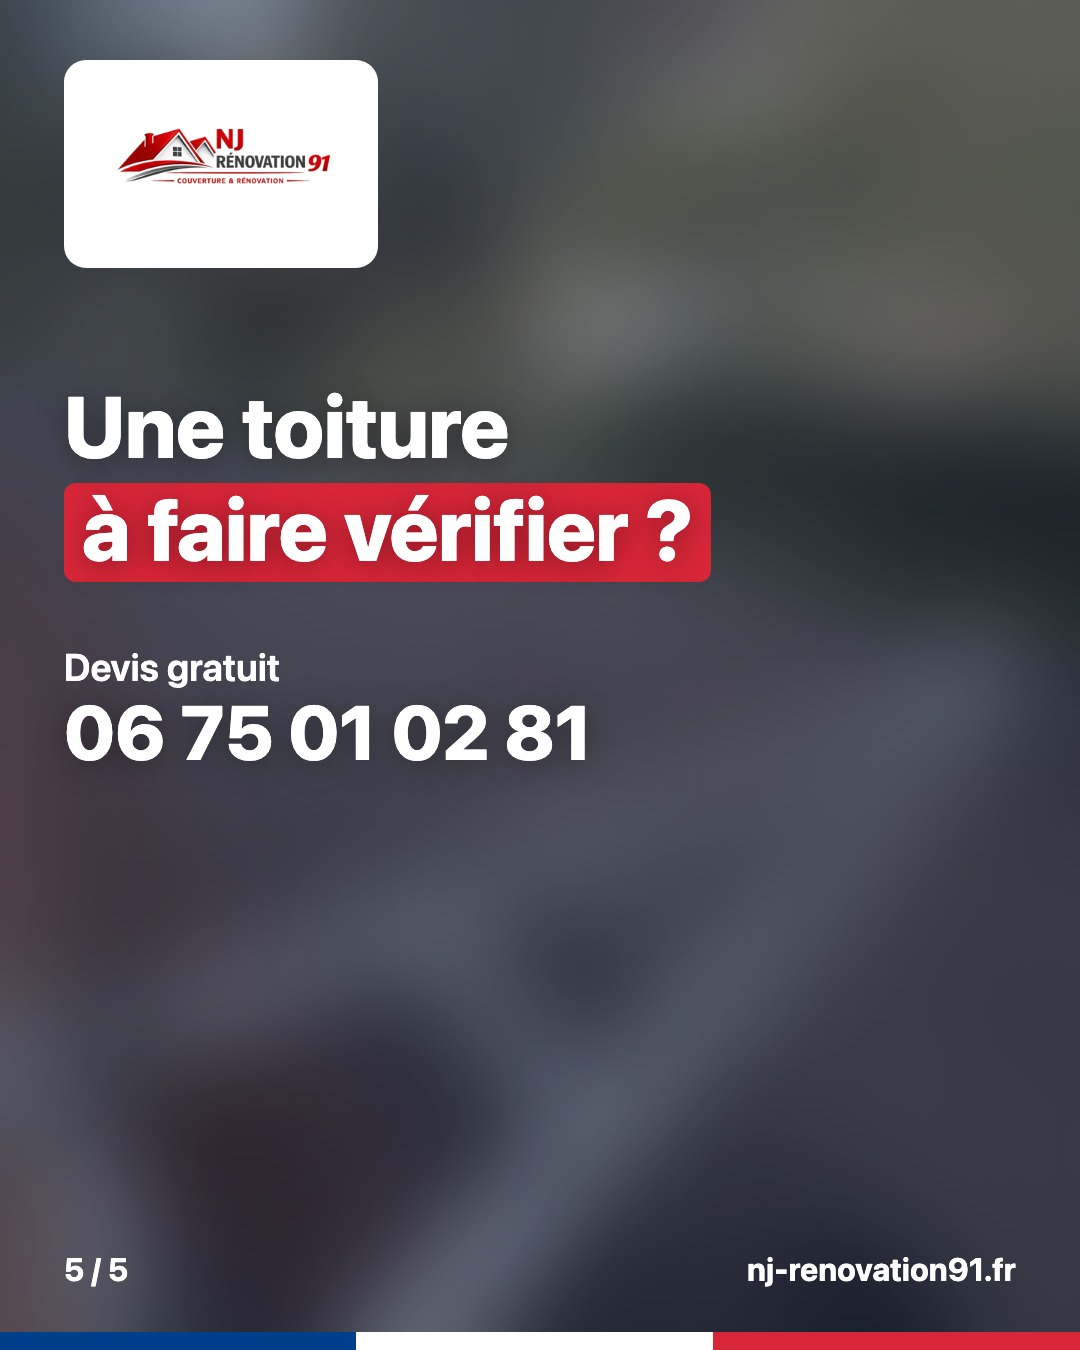 NJ
RÉNOVATION 91
COUVERTURE & RÉNOVATION
Une toiture
à faire vérifier ?
Devis gratuit
06 75 01 02 81
5 / 5
nj-renovation91.fr